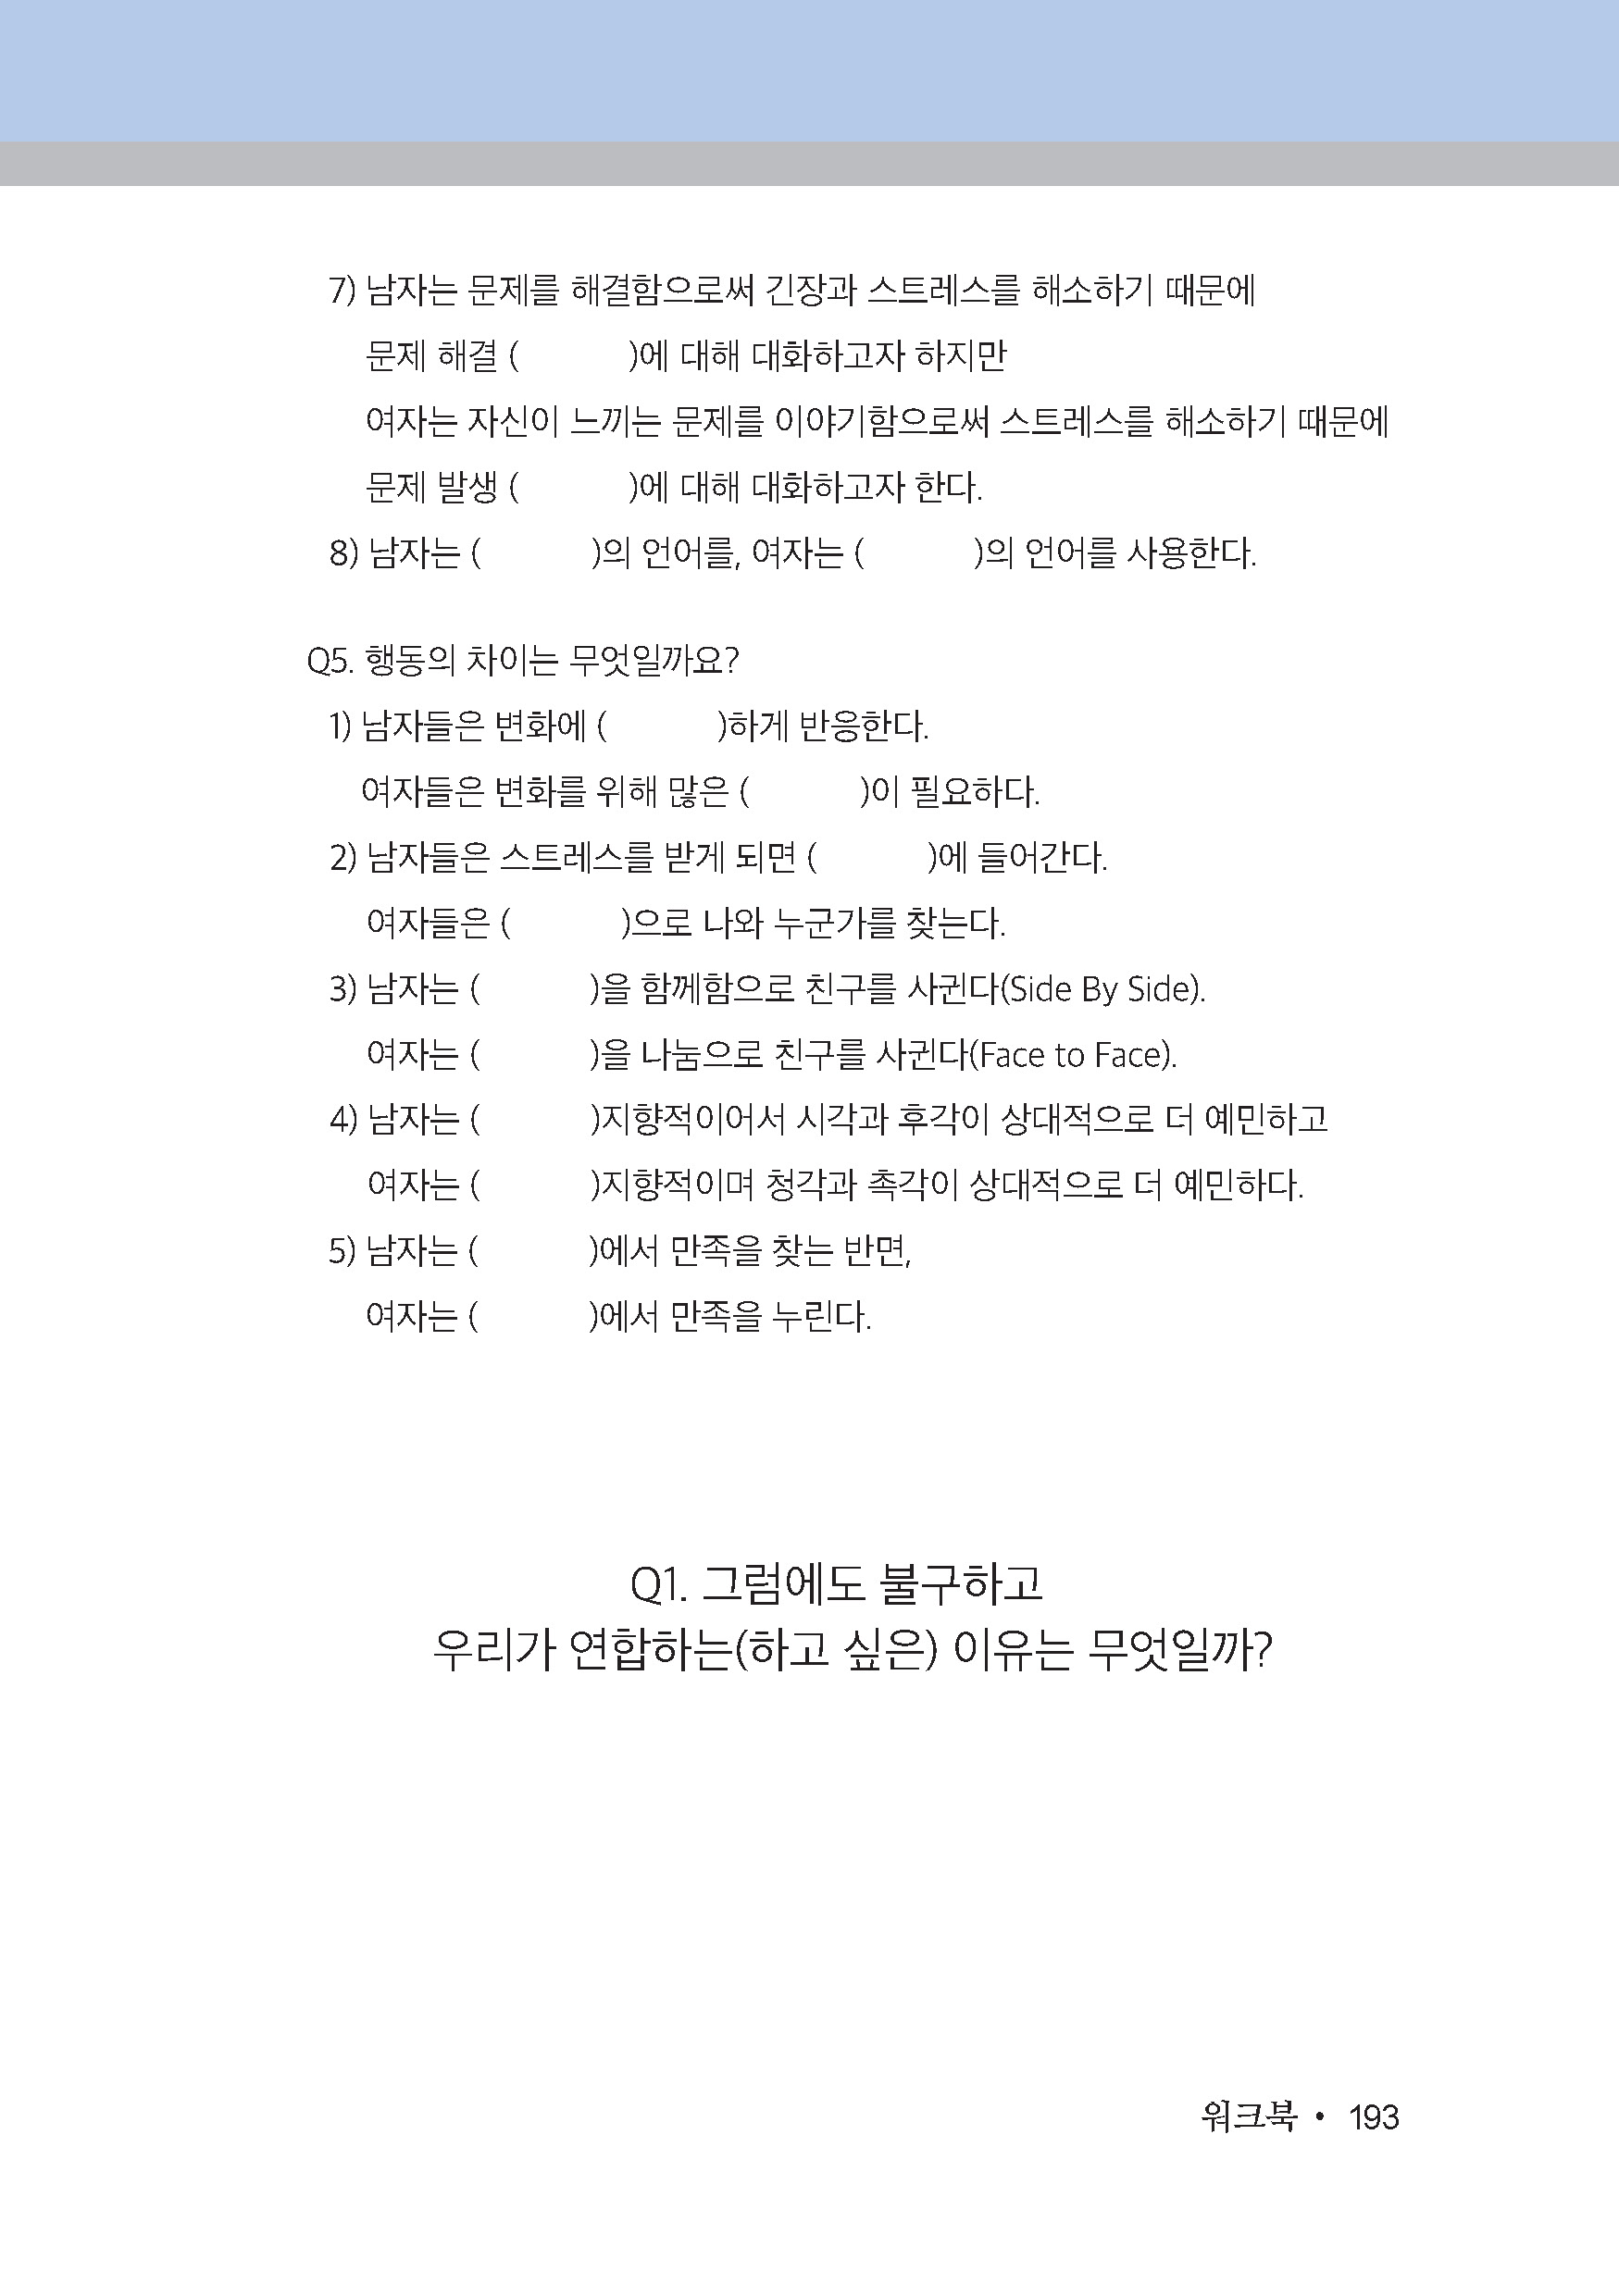 7) 남자는 문제를 해결함으로써 긴장과 스트레스를 해소하기 때문에
문제 해결 (        )에 대해 대화하고자 하지만
여자는 자신이 느끼는 문제를 이야기함으로써 스트레스를 해소하기 때문에
문제 발생 (        )에 대해 대화하고자 한다.
8) 남자는 (        )의 언어를, 여자는 (        )의 언어를 사용한다.
Q5. 행동의 차이는 무엇일까요?
1) 남자들은 변화에 (        )하게 반응한다.
여자들은 변화를 위해 많은 (        )이 필요하다.
2) 남자들은 스트레스를 받게 되면 (        )에 들어간다.
여자들은 (        )으로 나와 누군가를 찾는다.
3) 남자는 (        )을 함께함으로 친구를 사귄다(Side By Side).
여자는 (        )을 나눔으로 친구를 사귄다(Face to Face).
4) 남자는 (        )지향적이어서 시각과 후각이 상대적으로 더 예민하고
여자는 (        )지향적이며 청각과 촉각이 상대적으로 더 예민하다.
5) 남자는 (        )에서 만족을 찾는 반면,
여자는 (        )에서 만족을 누린다.
Q1. 그럼에도 불구하고
우리가 연합하는(하고 싶은) 이유는 무엇일까?
워크북 • 193